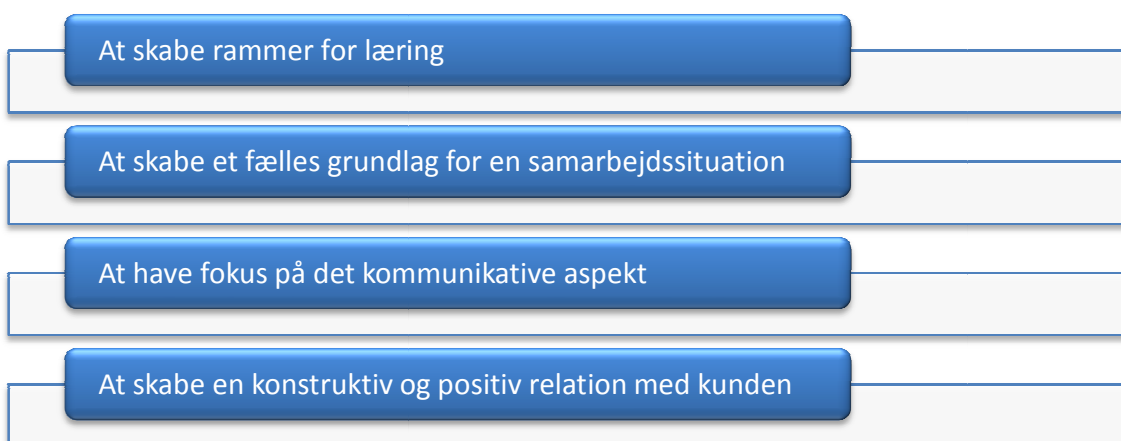 At skabe rammer for læring
At skabe et fælles grundlag for en samarbejdssituation
At have fokus på det kommunikative aspekt
At skabe en konstruktiv og positiv relation med kunden